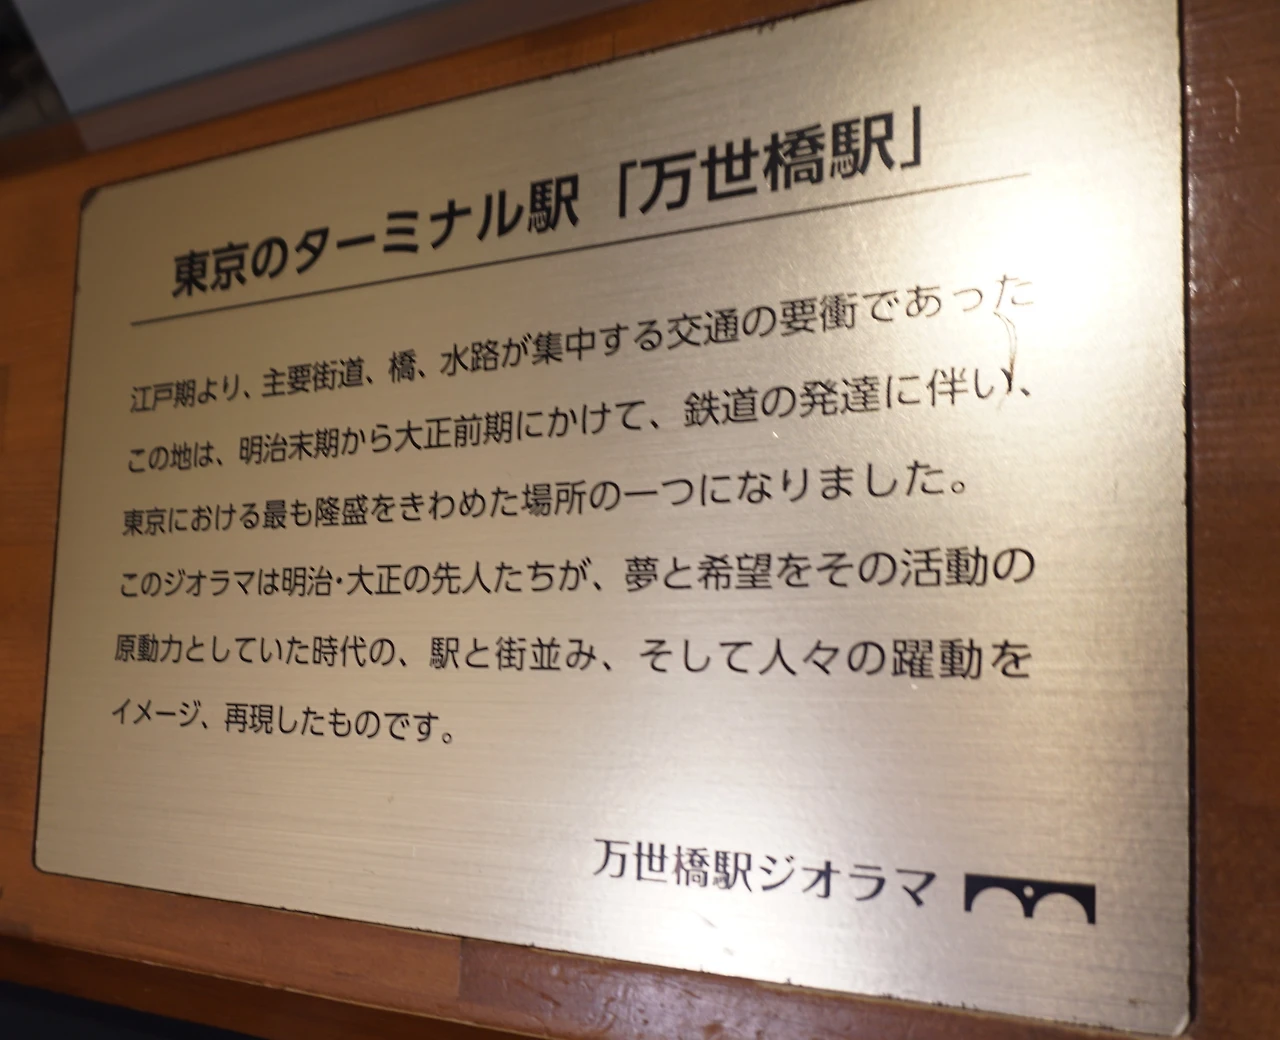 東京のターミナル駅「万世橋駅」
江戸期より、主要街道、橋、水路が集中する交通の要衝であった
この地は、明治末期から大正前期にかけて、鉄道の発達に伴い、
東京における最も隆盛をきわめた場所の一つになりました。
このジオラマは明治・大正の先人たちが、夢と希望をその活動の
原動力としていた時代の、駅と街並み、そして人々の躍動を
イメージ、再現したものです。
万世橋駅ジオラマ